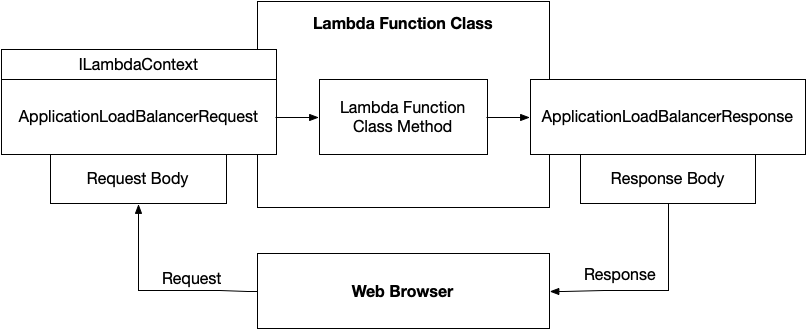 Lambda Function Class
ILambdaContext
ApplicationLoadBalancerRequest
Lambda Function
Class Method
ApplicationLoadBalancerResponse
Request Body
Response Body
Request
Response
Web Browser